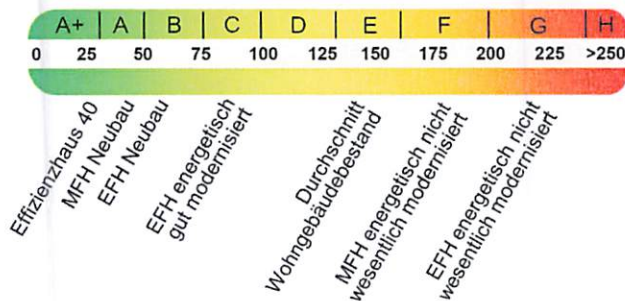 A+ A B C D E F G H
0 25 50 75 100 125 150 175 200 225 >250
Effizienzhaus 40
MFH Neubau
EFH Neubau
EFH energetisch
gut modernisiert
Durchschnitt
Wohngebäudebestand
MFH energetisch nicht
wesentlich modernisiert
EFH energetisch nicht
wesentlich modernisiert